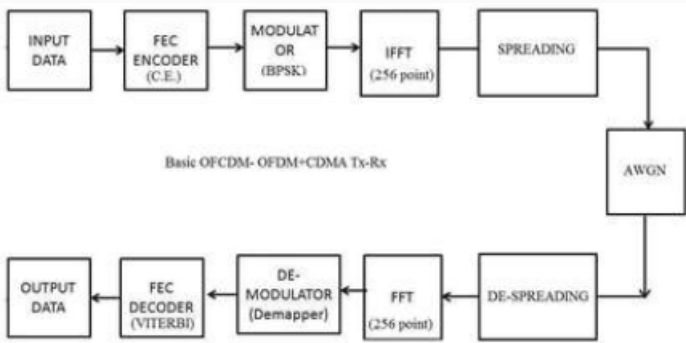 INPUT
DATA
FEC
ENCODER
(C.E.)
MODULAT
OR
(BPSK)
IFFT
(256 point)
SPREADING
Basic OFCDM- OFDM+CDMA Tx-Rx
AWGN
OUTPUT
DATA
FEC
DECODER
(VITERBI)
DE-
MODULATOR
(Demapper)
FFT
(256 point)
DE-SPREADING